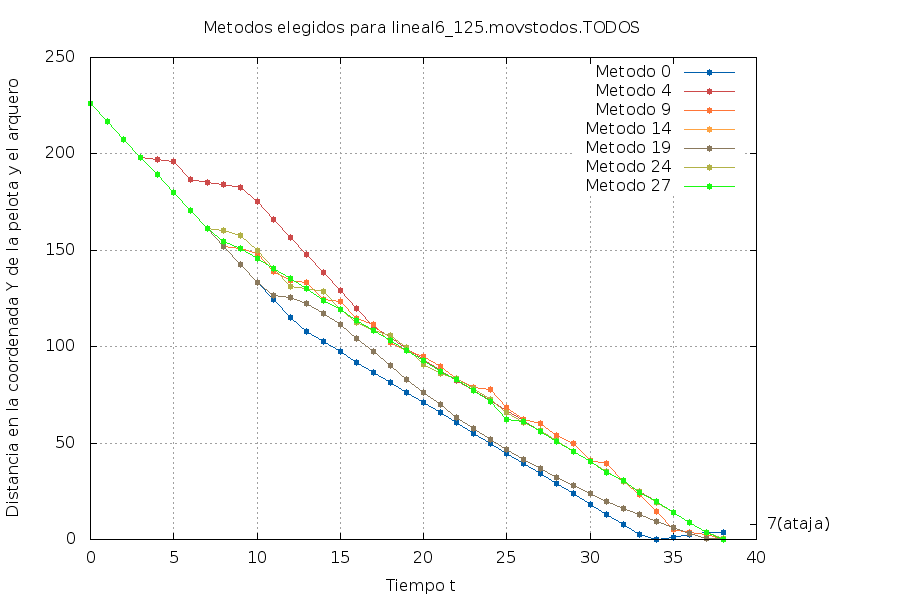 Metodos elegidos para lineal6_125.movstodos.TODOS
250
200
150
100
50
0
Distancia en la coordenada Y de la pelota y el arquero
Metodo 0
Metodo 4
Metodo 9
Metodo 14
Metodo 19
Metodo 24
Metodo 27
7(ataja)
0 5 10 15 20 25 30 35 40
Tiempo t